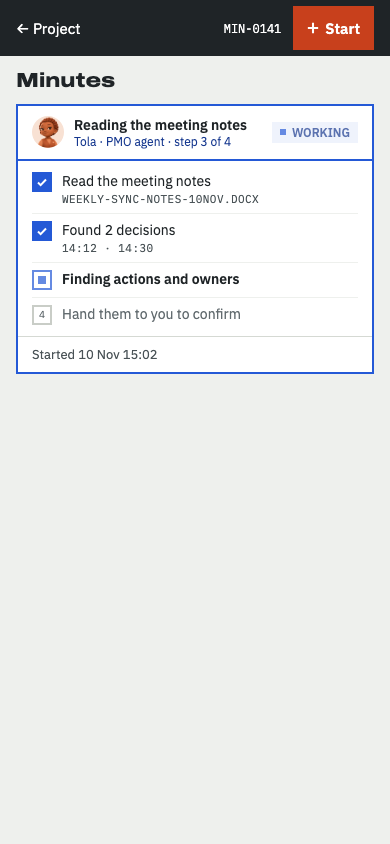 ← Project
MIN-0141
+ Start
Minutes
Reading the meeting notes
Tola · PMO agent · step 3 of 4
WORKING
Read the meeting notes
WEEKLY-SYNC-NOTES-10NOV.DOCX
Found 2 decisions
14:12 · 14:30
Finding actions and owners
4 Hand them to you to confirm
Started 10 Nov 15:02